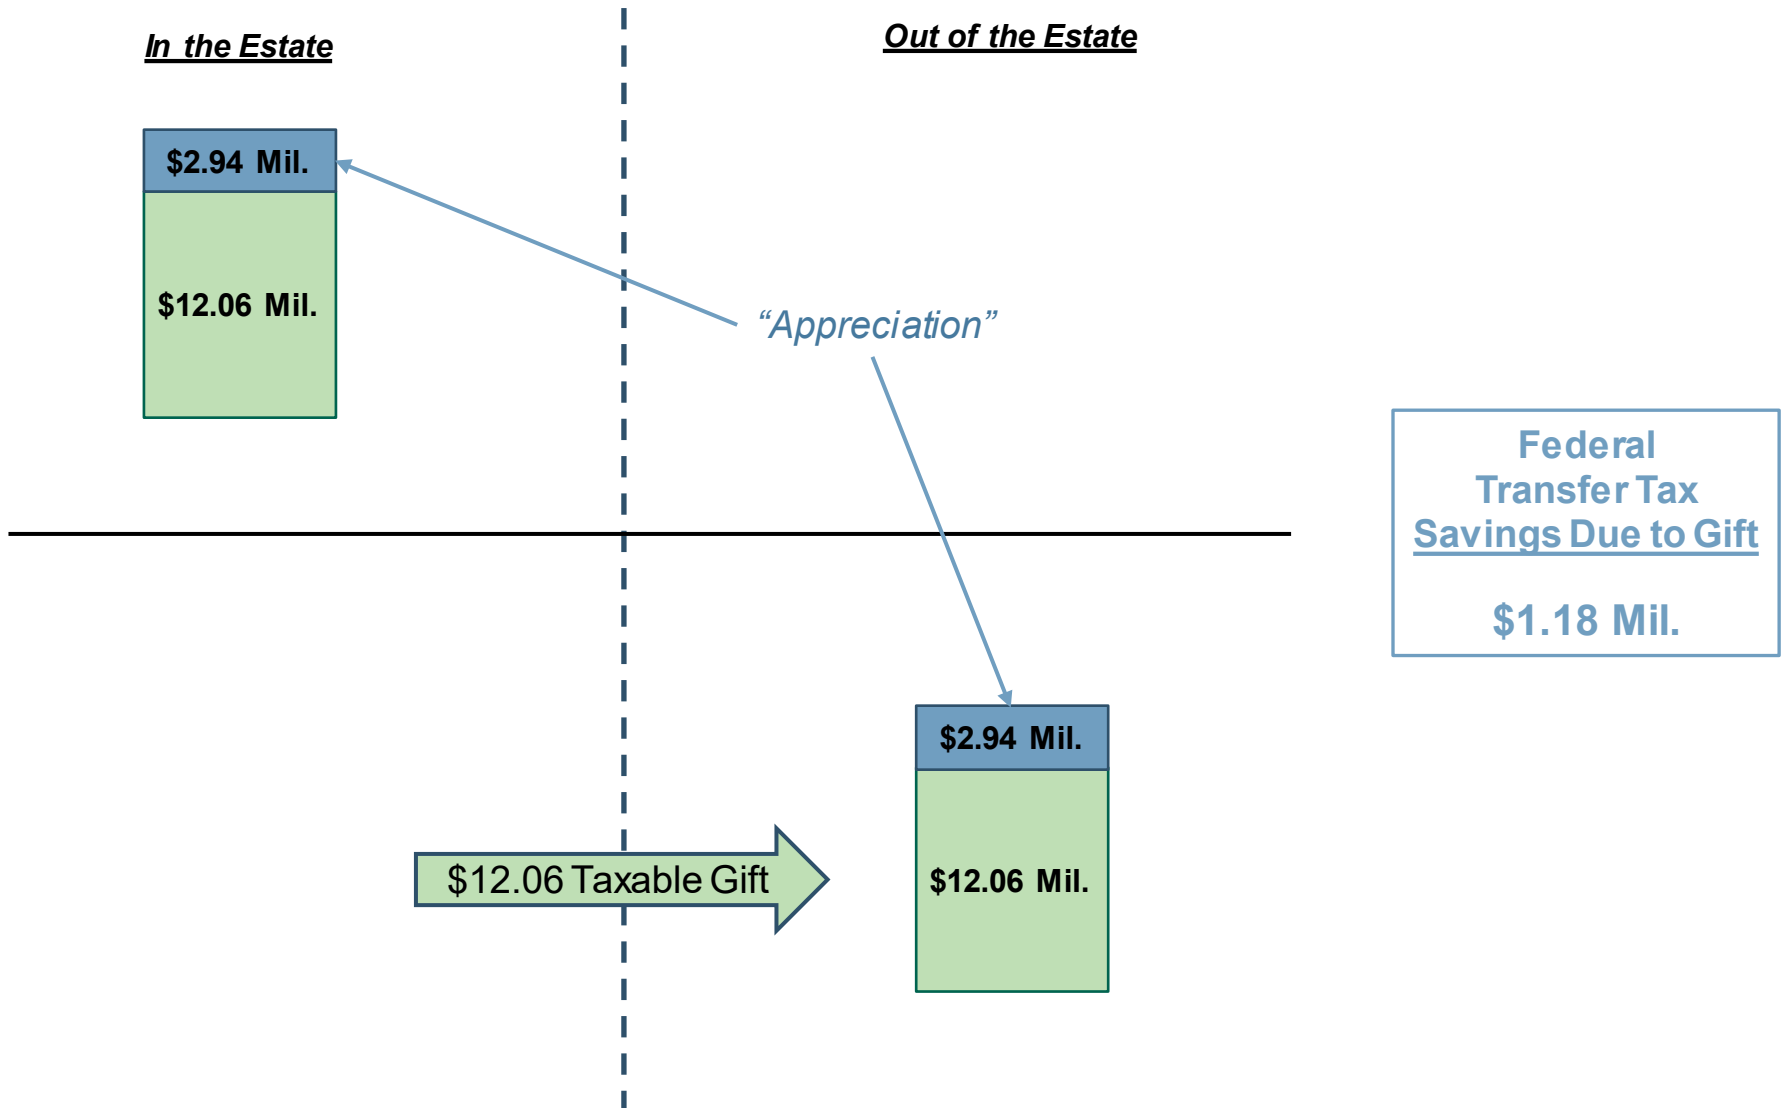 In the Estate
Out of the Estate
$2.94 Mil.
$12.06 Mil.
“Appreciation”
Federal
Transfer Tax
Savings Due to Gift
$1.18 Mil.
$2.94 Mil.
$12.06 Taxable Gift
$12.06 Mil.